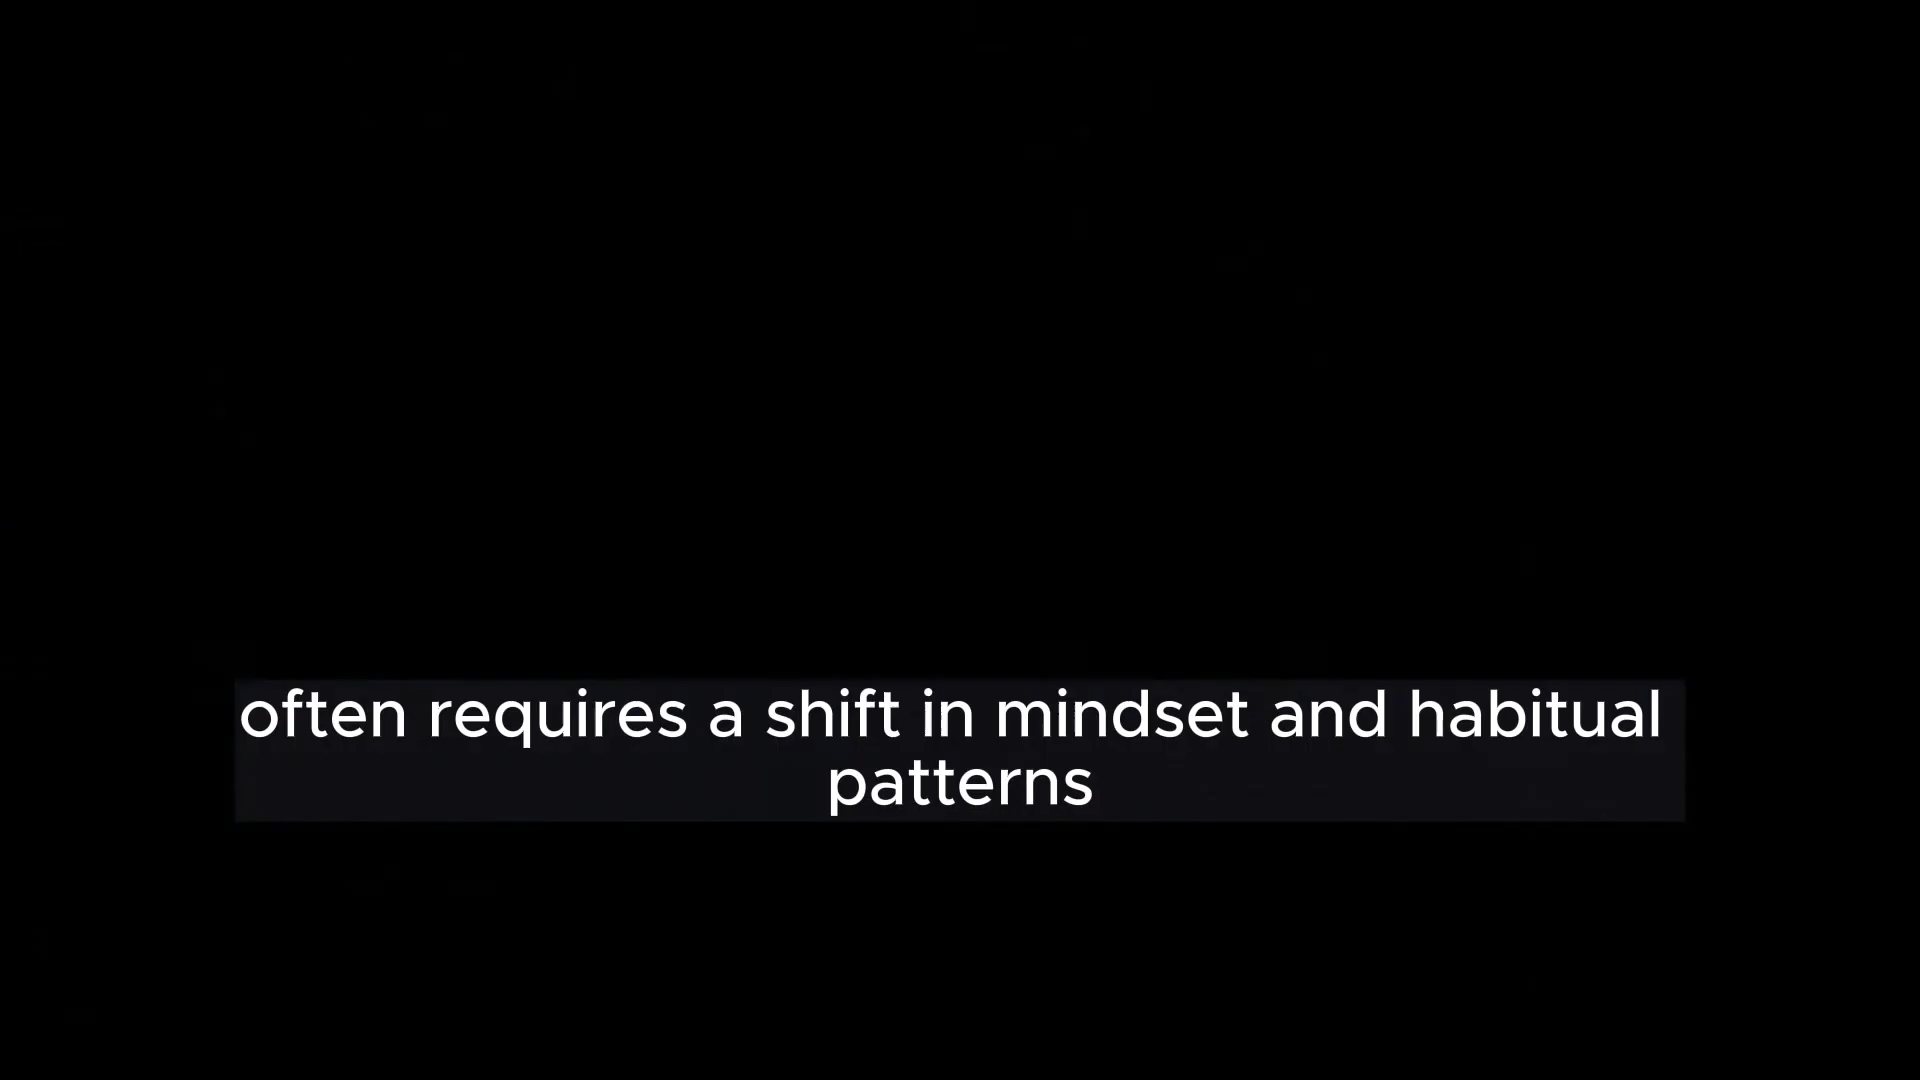 often requires a shift in mindset and habitual
patterns